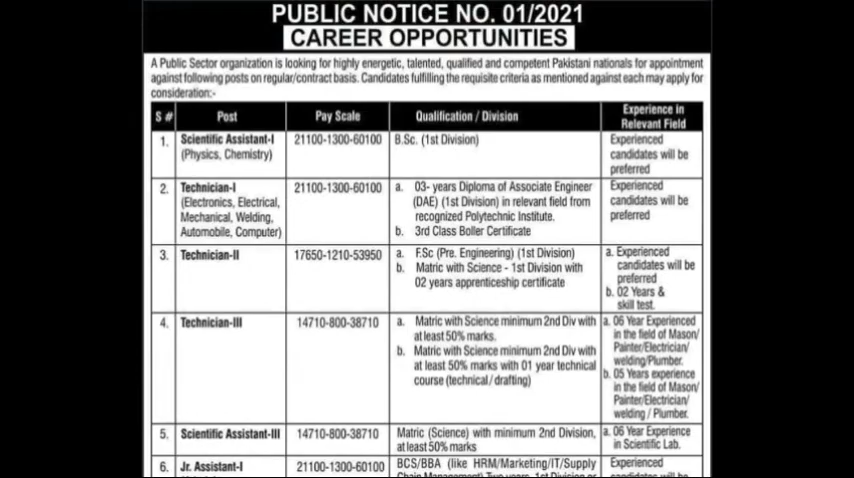 PUBLIC NOTICE NO. 01/2021
CAREER OPPORTUNITIES
A Public Sector organization is looking for highly energetic, talented, qualified and competent Pakistani nationals for appointment
against following posts on regular/contract basis. Candidates fulfilling the requisite criteria as mentioned against each may apply for
consideration:-
S # Post Pay Scale Qualification / Division Experience in Relevant Field
1. Scientific Assistant-I 21100-1300-60100 B.Sc. (1st Division) Experienced
(Physics, Chemistry) candidates will be
preferred
2. Technician-I 21100-1300-60100 a. 03- years Diploma of Associate Engineer Experienced
(Electronics, Electrical, (DAE) (1st Division) in relevant field from candidates will be
Mechanical, Welding, recognized Polytechnic Institute. preferred
Automobile, Computer) b. 3rd Class Boller Certificate
3. Technician-II 17650-1210-53950 a. F.Sc (Pre. Engineering) (1st Division) a. Experienced
b. Matric with Science - 1st Division with candidates will be
02 years apprenticeship certificate preferred
b. 02 Years &
skill test.
4. Technician-III 14710-800-38710 a. Matric with Science minimum 2nd Div with a. 06 Year Experienced
at least 50% marks. in the field of Mason/
b. Matric with Science minimum 2nd Div with Painter/Electrician/
at least 50% marks with 01 year technical welding/Plumber.
course (technical/drafting) b. 05 Years experience
in the field of Mason/
Painter/Electrician/
welding / Plumber.
5. Scientific Assistant-III 14710-800-38710 Matric (Science) with minimum 2nd Division, a. 06 Year Experience
at least 50% marks in Scientific Lab.
6. Jr. Assistant-I 21100-1300-60100 BCS/BBA (like HRM/Marketing/IT/Supply Experienced